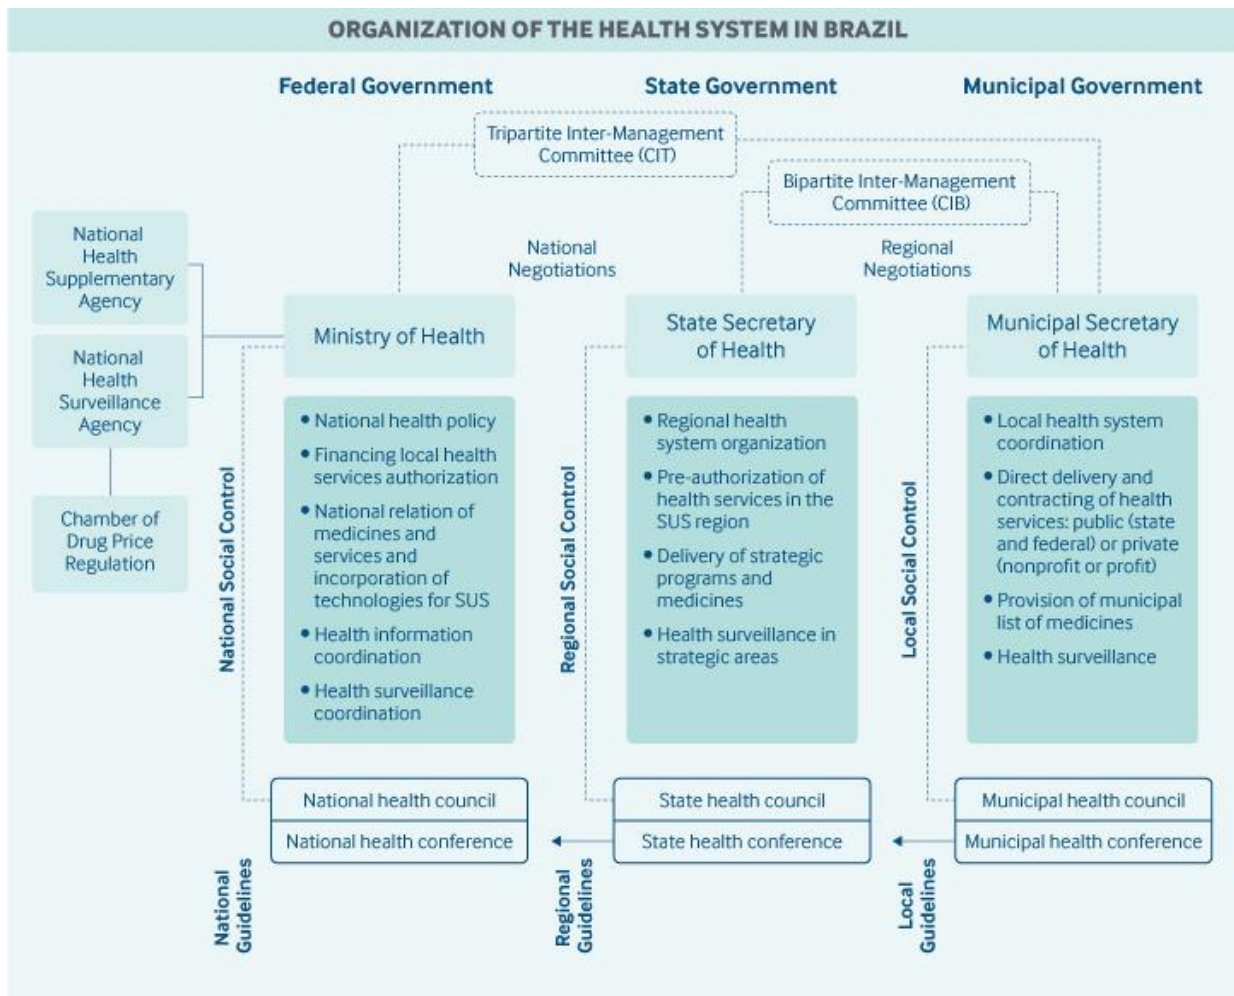 ORGANIZATION OF THE HEALTH SYSTEM IN BRAZIL
Federal Government
State Government
Municipal Government
Tripartite Inter-Management
Committee (CIT)
Bipartite Inter-Management
Committee (CIB)
National
Negotiations
Regional
Negotiations
National
Health
Supplementary
Agency
National
Health
Surveillance
Agency
Chamber of
Drug Price
Regulation
Ministry of Health
State Secretary
of Health
Municipal Secretary
of Health
National Social Control
• National health policy
• Financing local health
services authorization
• National relation of
medicines and
services and
incorporation of
technologies for SUS
• Health information
coordination
• Health surveillance
coordination
Regional Social Control
• Regional health
system organization
• Pre-authorization of
health services in the
SUS region
• Delivery of strategic
programs and
medicines
• Health surveillance in
strategic areas
Local Social Control
• Local health system
coordination
• Direct delivery and
contracting of health
services: public (state
and federal) or private
(nonprofit or profit)
• Provision of municipal
list of medicines
• Health surveillance
National health council
National health conference
State health council
State health conference
Municipal health council
Municipal health conference
National
Guidelines
Regional
Guidelines
Local
Guidelines